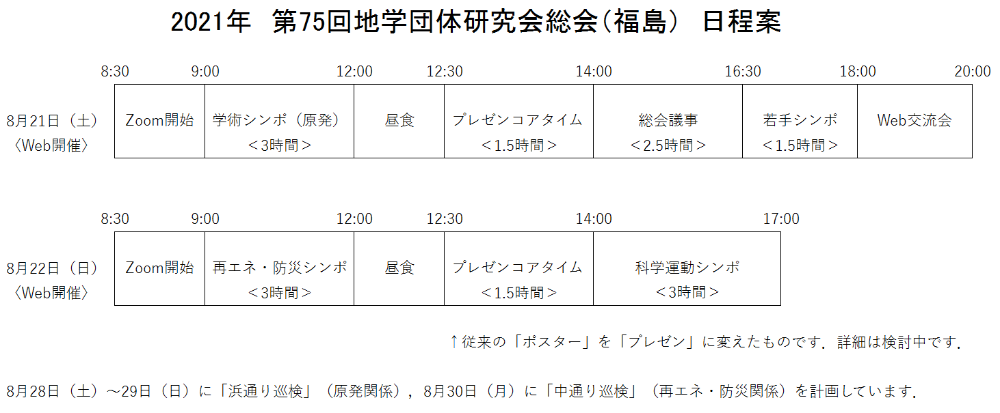 2021年 第75回地学団体研究会総会（福島） 日程案
8:30 9:00 12:00 12:30 14:00 16:30 18:00 20:00
8月21日（土） Zoom開始 学術シンポ（原発） 昼食 プレゼンコアタイム 総会議事 若手シンポ Web交流会
〈Web開催〉 ＜3時間＞ ＜1.5時間＞ ＜2.5時間＞ ＜1.5時間＞
8:30 9:00 12:00 12:30 14:00 17:00
8月22日（日） Zoom開始 再エネ・防災シンポ 昼食 プレゼンコアタイム 科学運動シンポ
〈Web開催〉 ＜3時間＞ ＜1.5時間＞ ＜3時間＞
↑従来の「ポスター」を「プレゼン」に変えたものです．詳細は検討中です．
8月28日（土）～29日（日）に「浜通り巡検」（原発関係），8月30日（月）に「中通り巡検」（再エネ・防災関係）を計画しています．